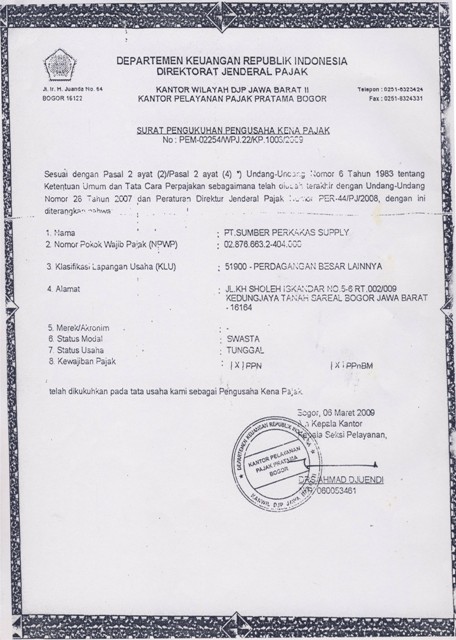 DEPARTEMEN KEUANGAN REPUBLIK INDONESIA
DIREKTORAT JENDERAL PAJAK
KANTOR WILAYAH DJP JAWA BARAT II
KANTOR PELAYANAN PAJAK PRATAMA BOGOR
Jl. Ir. H. Juanda No. 64
BOGOR 16122
Telepon : 0251-8323424
Fax : 0251-8324331
SURAT PENGUKUHAN PENGUSAHA KENA PAJAK
No : PEM-02254/WPJ.22/KP.1003/2009
Sesuai dengan Pasal 2 ayat (2)/Pasal 2 ayat (4) *) Undang-Undang Nomor 6 Tahun 1983 tentang
Ketentuan Umum dan Tata Cara Perpajakan sebagaimana telah diubah terakhir dengan Undang-Undang
Nomor 28 Tahun 2007 dan Peraturan Direktur Jenderal Pajak Nomor PER-44/PJ/2008, dengan ini
diterangkan bahwa
1. Nama : PT.SUMBER PERKAKAS SUPPLY
2. Nomor Pokok Wajib Pajak (NPWP) : 02.876.663.2-404.000
3. Klasifikasi Lapangan Usaha (KLU) : 51900 - PERDAGANGAN BESAR LAINNYA
4. Alamat : JL.KH SHOLEH ISKANDAR NO.5-6 RT.002/009
KEDUNGJAYA TANAH SAREAL BOGOR JAWA BARAT
- 16164
5. Merek/Akronim : -
6. Status Modal : SWASTA
7. Status Usaha : TUNGGAL
8. Kewajiban Pajak : [X] PPN [X] PPnBM
telah dikukuhkan pada tata usaha kami sebagai Pengusaha Kena Pajak
Bogor, 06 Maret 2009
A.n Kepala Kantor
Kepala Seksi Pelayanan,
DEPARTEMEN KEUANGAN REPUBLIK INDONESIA
KANTOR PELAYANAN
PAJAK PRATAMA
BOGOR
KANWIL DJP JAWA BARAT II
DRS AHMAD DJUENDI
060053461